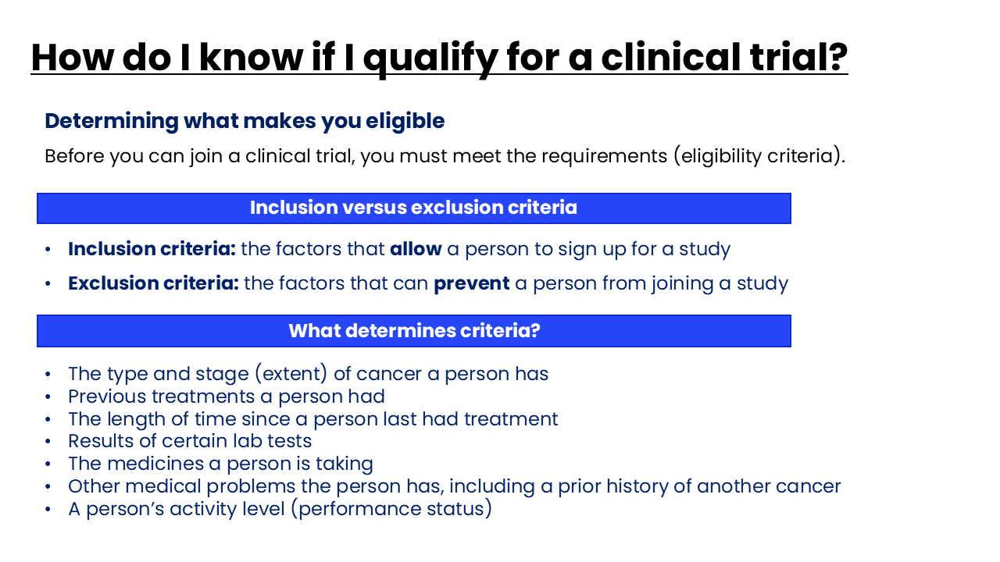 How do I know if I qualify for a clinical trial?
Determining what makes you eligible
Before you can join a clinical trial, you must meet the requirements (eligibility criteria).
Inclusion versus exclusion criteria
• Inclusion criteria: the factors that allow a person to sign up for a study
• Exclusion criteria: the factors that can prevent a person from joining a study
What determines criteria?
• The type and stage (extent) of cancer a person has
• Previous treatments a person had
• The length of time since a person last had treatment
• Results of certain lab tests
• The medicines a person is taking
• Other medical problems the person has, including a prior history of another cancer
• A person’s activity level (performance status)